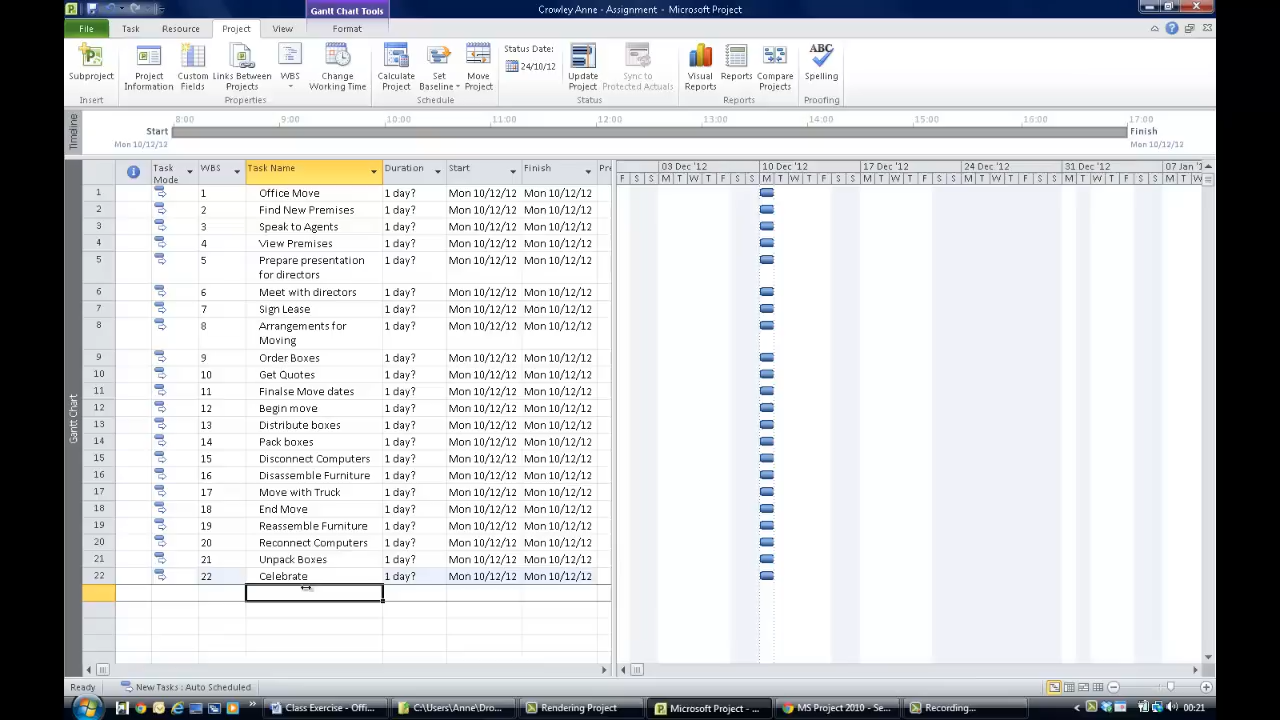 Gantt Chart Tools
Crowley Anne - Assignment - Microsoft Project
File Task Resource Project View Format
Subproject
Project Information
Custom Fields
Links Between Projects
WBS
Change Working Time
Calculate Project
Set Baseline
Move Project
Status Date:
24/10/12
Update Project
Sync to Protected Actuals
Visual Reports
Reports
Compare Projects
ABC
Spelling
Insert Properties Schedule Status Reports Proofing
Timeline
8:00 9:00 10:00 11:00 12:00 13:00 14:00 15:00 16:00 17:00
Start
Mon 10/12/12
Finish
Mon 10/12/12
Task Mode WBS Task Name Duration Start Finish Pre
03 Dec '12 10 Dec '12 17 Dec '12 24 Dec '12 31 Dec '12 07 Jan '1
F S S M T W T F S S M T W T F S S M T W T F S S M T W T F S S M T W T F S S M T W
Gantt Chart
1 1 Office Move 1 day? Mon 10/12/12 Mon 10/12/12
2 2 Find New Premises 1 day? Mon 10/12/12 Mon 10/12/12
3 3 Speak to Agents 1 day? Mon 10/12/12 Mon 10/12/12
4 4 View Premises 1 day? Mon 10/12/12 Mon 10/12/12
5 5 Prepare presentation 1 day? Mon 10/12/12 Mon 10/12/12
for directors
6 6 Meet with directors 1 day? Mon 10/12/12 Mon 10/12/12
7 7 Sign Lease 1 day? Mon 10/12/12 Mon 10/12/12
8 8 Arrangements for 1 day? Mon 10/12/12 Mon 10/12/12
Moving
9 9 Order Boxes 1 day? Mon 10/12/12 Mon 10/12/12
10 10 Get Quotes 1 day? Mon 10/12/12 Mon 10/12/12
11 11 Finalse Move dates 1 day? Mon 10/12/12 Mon 10/12/12
12 12 Begin move 1 day? Mon 10/12/12 Mon 10/12/12
13 13 Distribute boxes 1 day? Mon 10/12/12 Mon 10/12/12
14 14 Pack boxes 1 day? Mon 10/12/12 Mon 10/12/12
15 15 Disconnect Computers 1 day? Mon 10/12/12 Mon 10/12/12
16 16 Disassemble Furniture 1 day? Mon 10/12/12 Mon 10/12/12
17 17 Move with Truck 1 day? Mon 10/12/12 Mon 10/12/12
18 18 End Move 1 day? Mon 10/12/12 Mon 10/12/12
19 19 Reassemble Furniture 1 day? Mon 10/12/12 Mon 10/12/12
20 20 Reconnect Computers 1 day? Mon 10/12/12 Mon 10/12/12
21 21 Unpack Boxes 1 day? Mon 10/12/12 Mon 10/12/12
22 22 Celebrate 1 day? Mon 10/12/12 Mon 10/12/12
Ready New Tasks : Auto Scheduled
Class Exercise - Offi... C:\Users\Anne\Dro... Rendering Project Microsoft Project - ... MS Project 2010 - Se... Recording... 00:21